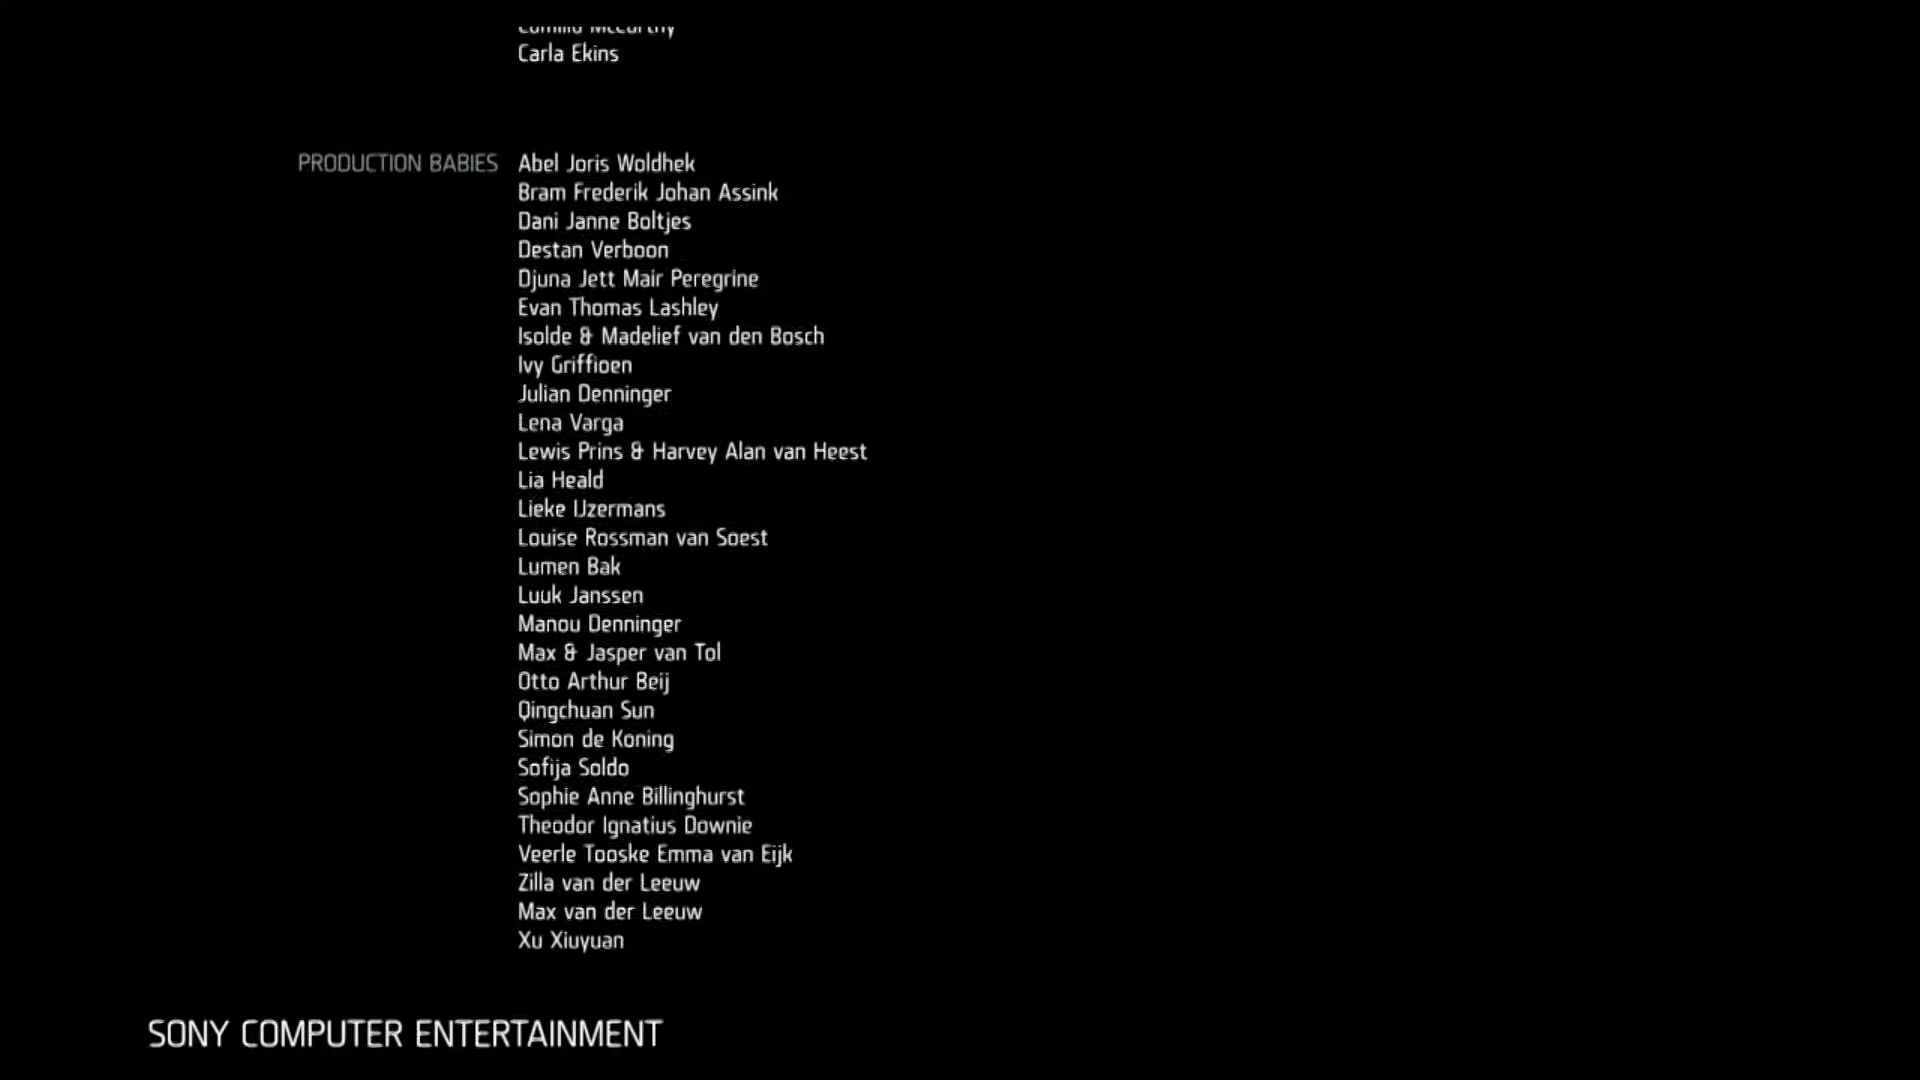 Carla Ekins
PRODUCTION BABIES Abel Joris Woldhek
Bram Frederik Johan Assink
Dani Janne Boltjes
Destan Verboon
Djuna Jett Mair Peregrine
Evan Thomas Lashley
Isolde & Madelief van den Bosch
Ivy Griffioen
Julian Denninger
Lena Varga
Lewis Prins & Harvey Alan van Heest
Lia Heald
Lieke IJzermans
Louise Rossman van Soest
Lumen Bak
Luuk Janssen
Manou Denninger
Max & Jasper van Tol
Otto Arthur Beij
Qingchuan Sun
Simon de Koning
Sofija Soldo
Sophie Anne Billinghurst
Theodor Ignatius Downie
Veerle Tooske Emma van Eijk
Zilla van der Leeuw
Max van der Leeuw
Xu Xiuyuan
SONY COMPUTER ENTERTAINMENT